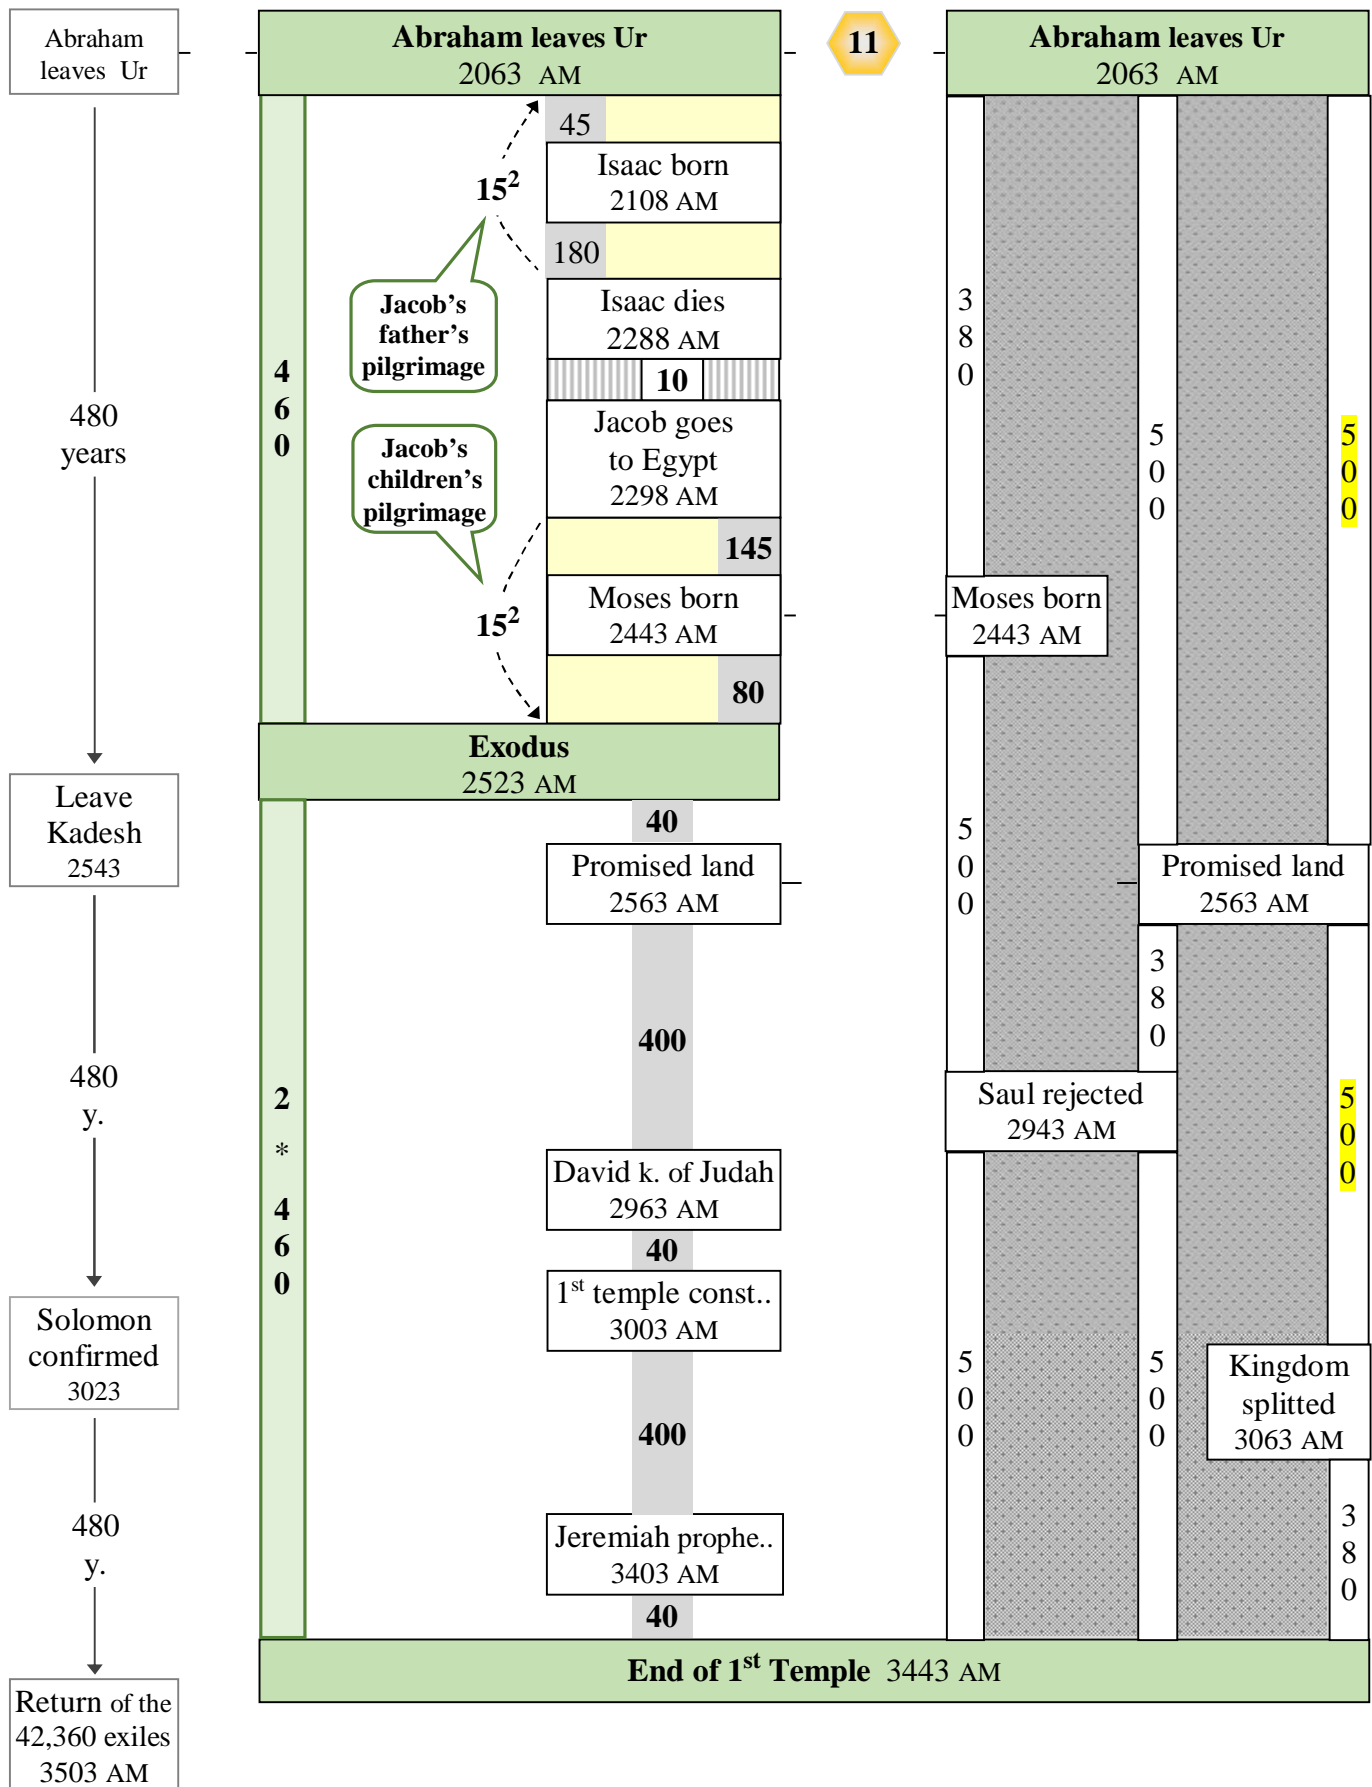 Abraham
leaves Ur
480
years
Leave
Kadesh
2543
480
y.
Solomon
confirmed
3023
480
y.
Return of the
42,360 exiles
3503 AM
Abraham leaves Ur
2063 AM
4
6
0
45
Isaac born
2108 AM
15²
180
Jacob’s
father’s
pilgrimage
Isaac dies
2288 AM
10
Jacob goes
to Egypt
2298 AM
Jacob’s
children’s
pilgrimage
145
15²
Moses born
2443 AM
80
Exodus
2523 AM
2
*
4
6
0
40
Promised land
2563 AM
400
David k. of Judah
2963 AM
40
1st temple const..
3003 AM
400
Jeremiah prophe..
3403 AM
40
11
Abraham leaves Ur
2063 AM
3
8
0
Moses born
2443 AM
5
0
0
5
0
0
5
0
0
Promised land
2563 AM
3
8
0
Saul rejected
2943 AM
5
0
0
5
0
0
5
0
0
Kingdom
splitted
3063 AM
3
8
0
End of 1st Temple 3443 AM